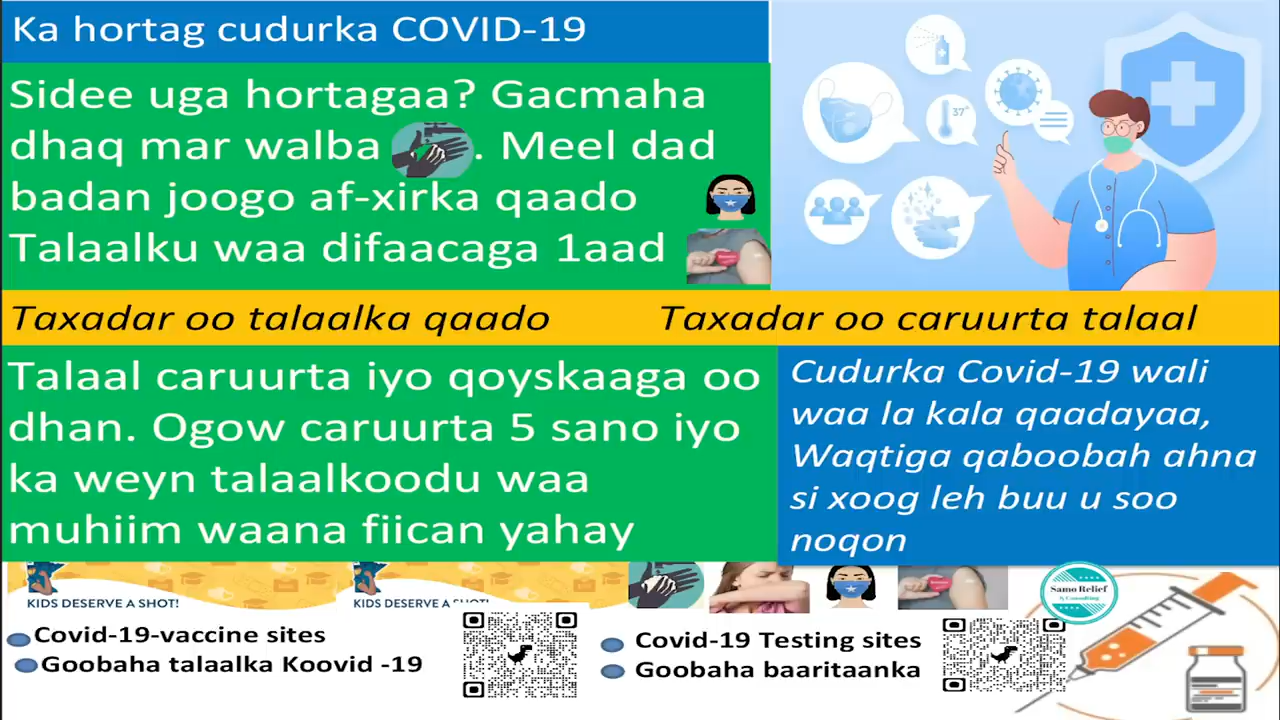 Ka hortag cudurka COVID-19
Sidee uga hortagaa? Gacmaha
dhaq mar walba . Meel dad
badan joogo af-xirka qaado
Talaalku waa difaacaga 1aad
37°
Taxadar oo talaalka qaado
Taxadar oo caruurta talaal
Talaal caruurta iyo qoyskaaga oo
dhan. Ogow caruurta 5 sano iyo
ka weyn talaalkoodu waa
muhiim waana fiican yahay
Cudurka Covid-19 wali
waa la kala qaadayaa,
Waqtiga qaboobah ahna
si xoog leh buu u soo
noqon
KIDS DESERVE A SHOT!
KIDS DESERVE A SHOT!
Samo Relief
& Consulting
Covid-19-vaccine sites
Goobaha talaalka Koovid -19
Covid-19 Testing sites
Goobaha baaritaanka